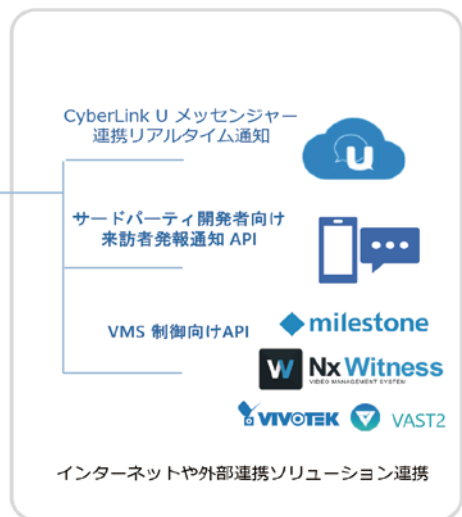 CyberLink U メッセンジャー
連携リアルタイム通知
U
サードパーティ開発者向け
来訪者発報通知 API
VMS 制御向けAPI
milestone
W Nx Witness
VIDEO MANAGEMENT SYSTEM
VIVOTEK VAST2
インターネットや外部連携ソリューション連携